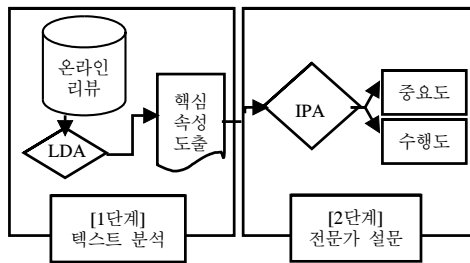 온라인
리뷰
LDA
핵심
속성
도출
IPA
중요도
수행도
[1단계]
텍스트 분석
[2단계]
전문가 설문